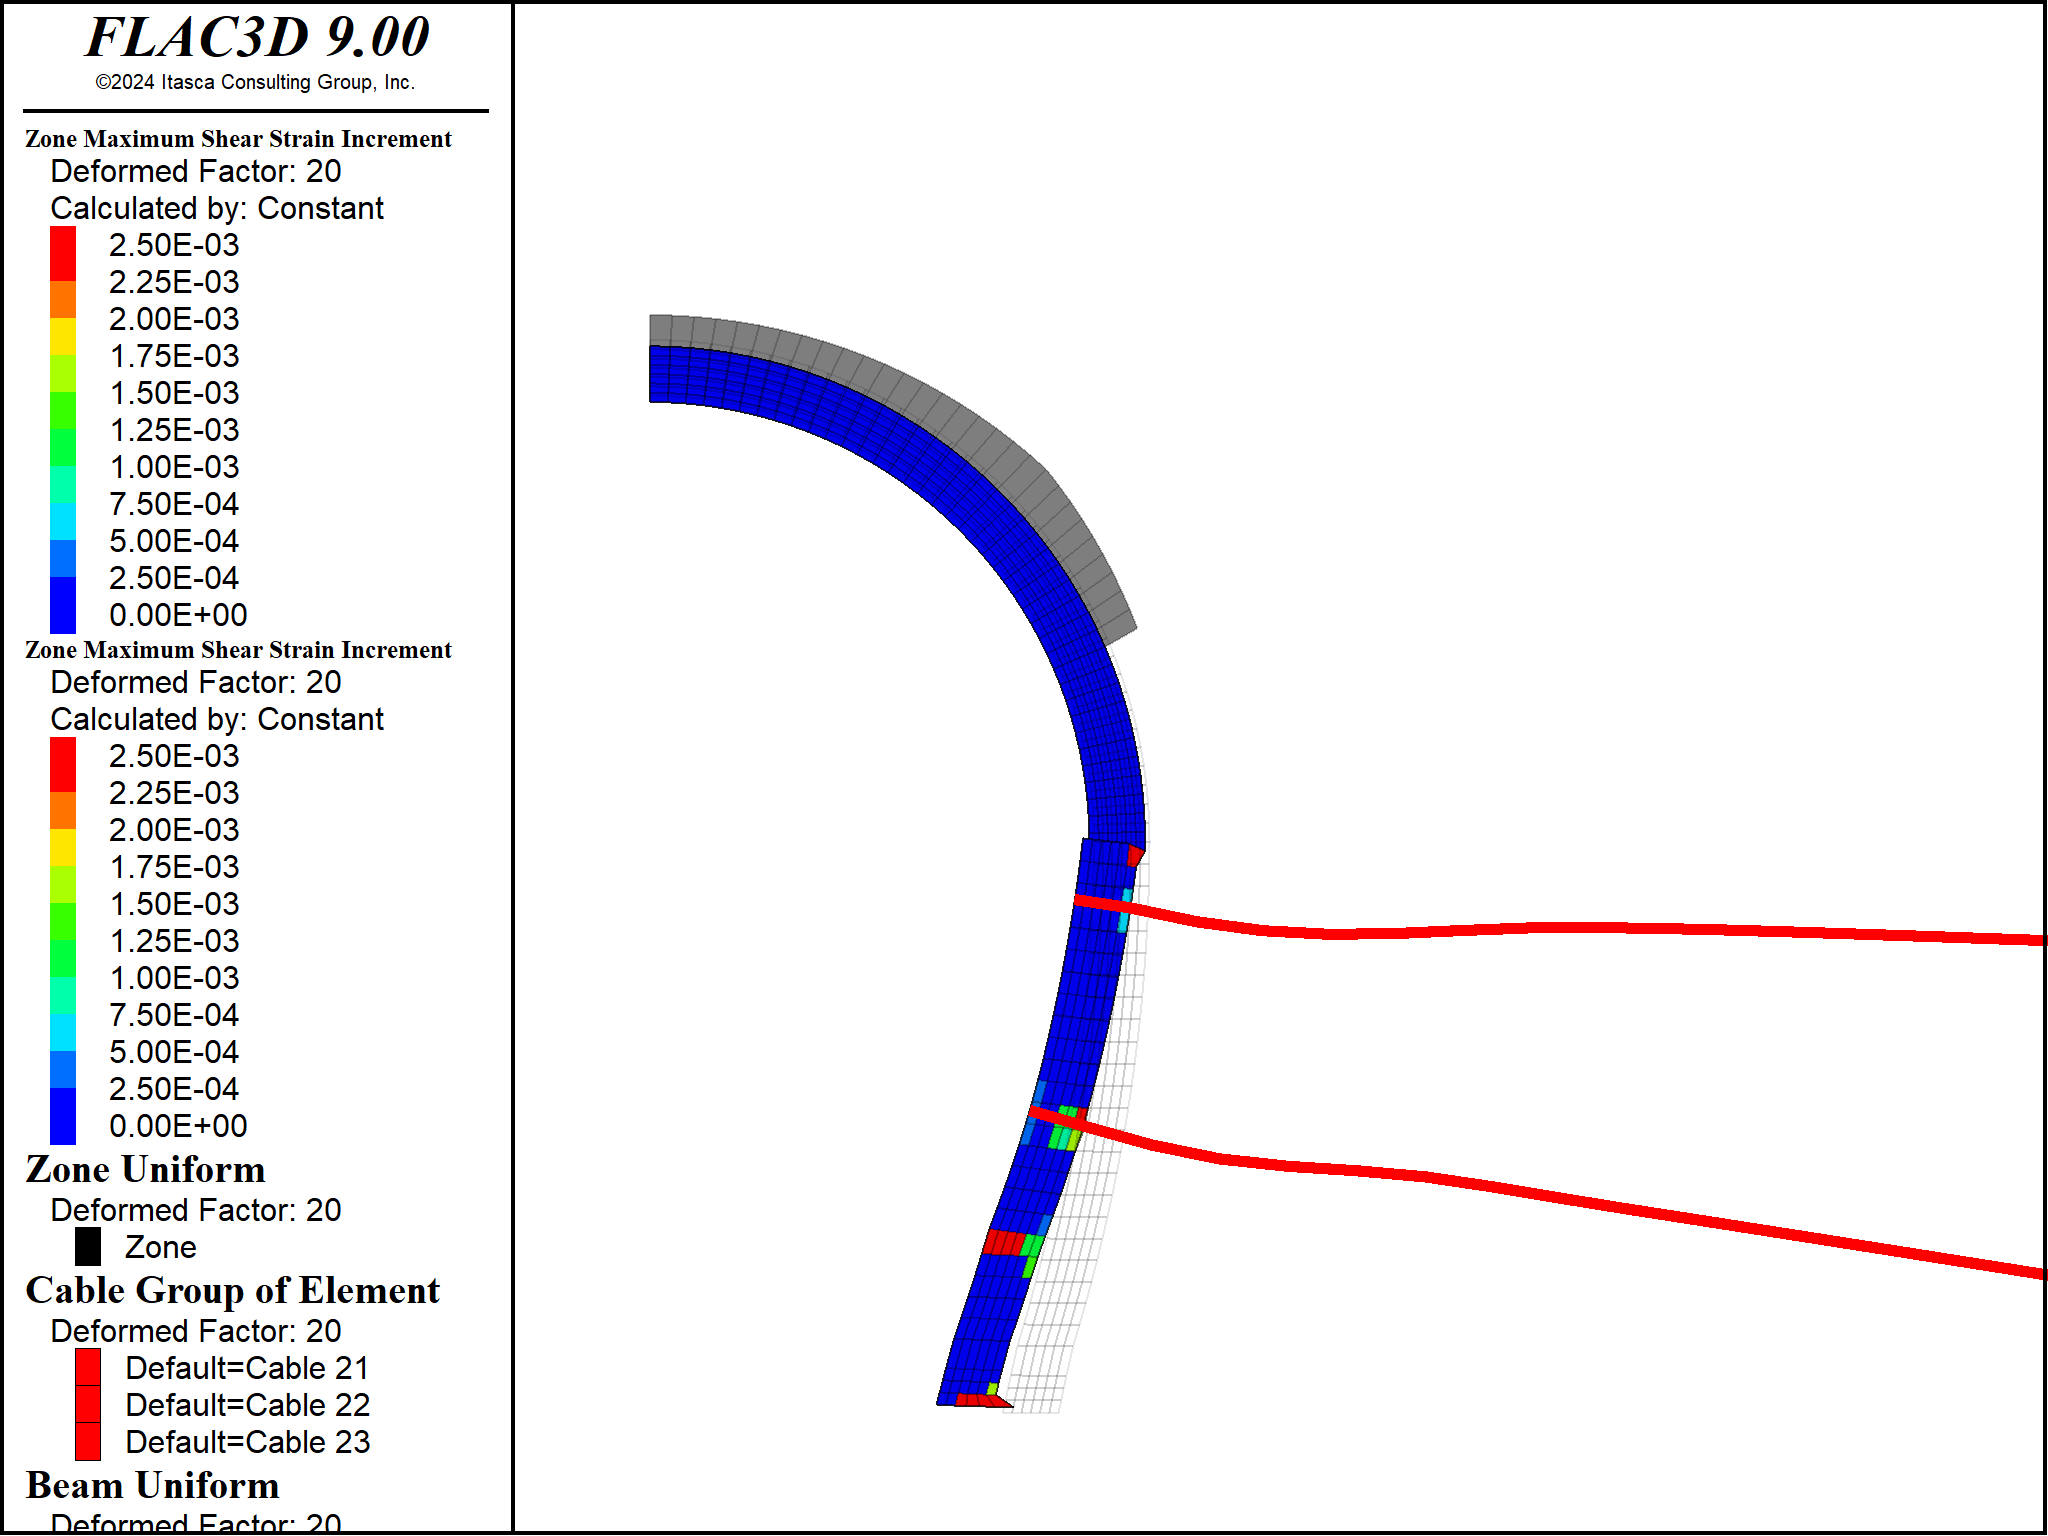 FLAC3D 9.00
©2024 Itasca Consulting Group, Inc.
Zone Maximum Shear Strain Increment
Deformed Factor: 20
Calculated by: Constant
2.50E-03
2.25E-03
2.00E-03
1.75E-03
1.50E-03
1.25E-03
1.00E-03
7.50E-04
5.00E-04
2.50E-04
0.00E+00
Zone Maximum Shear Strain Increment
Deformed Factor: 20
Calculated by: Constant
2.50E-03
2.25E-03
2.00E-03
1.75E-03
1.50E-03
1.25E-03
1.00E-03
7.50E-04
5.00E-04
2.50E-04
0.00E+00
Zone Uniform
Deformed Factor: 20
Zone
Cable Group of Element
Deformed Factor: 20
Default=Cable 21
Default=Cable 22
Default=Cable 23
Beam Uniform
Deformed Factor: 20